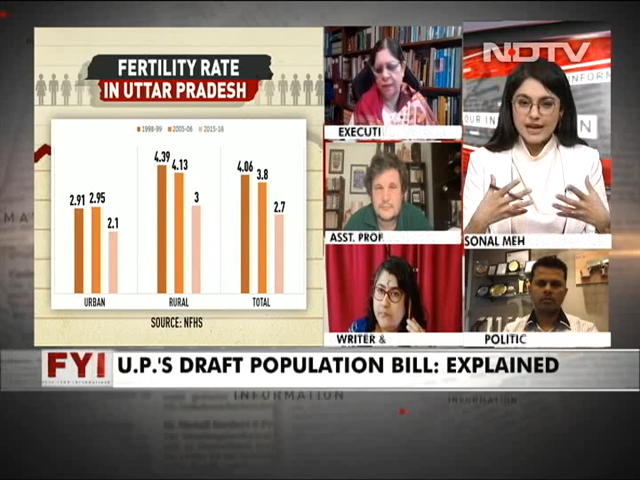 FERTILITY RATE
IN UTTAR PRADESH
1998-99 2005-06 2015-16
2.91 2.95 2.1
4.39 4.13 3
4.06 3.8 2.7
URBAN RURAL TOTAL
SOURCE: NFHS
EXECUTI
ASST. PROF
WRITER &
NDTV
SONAL MEH
POLITIC
FYI
U.P.'S DRAFT POPULATION BILL: EXPLAINED
INFORMATION